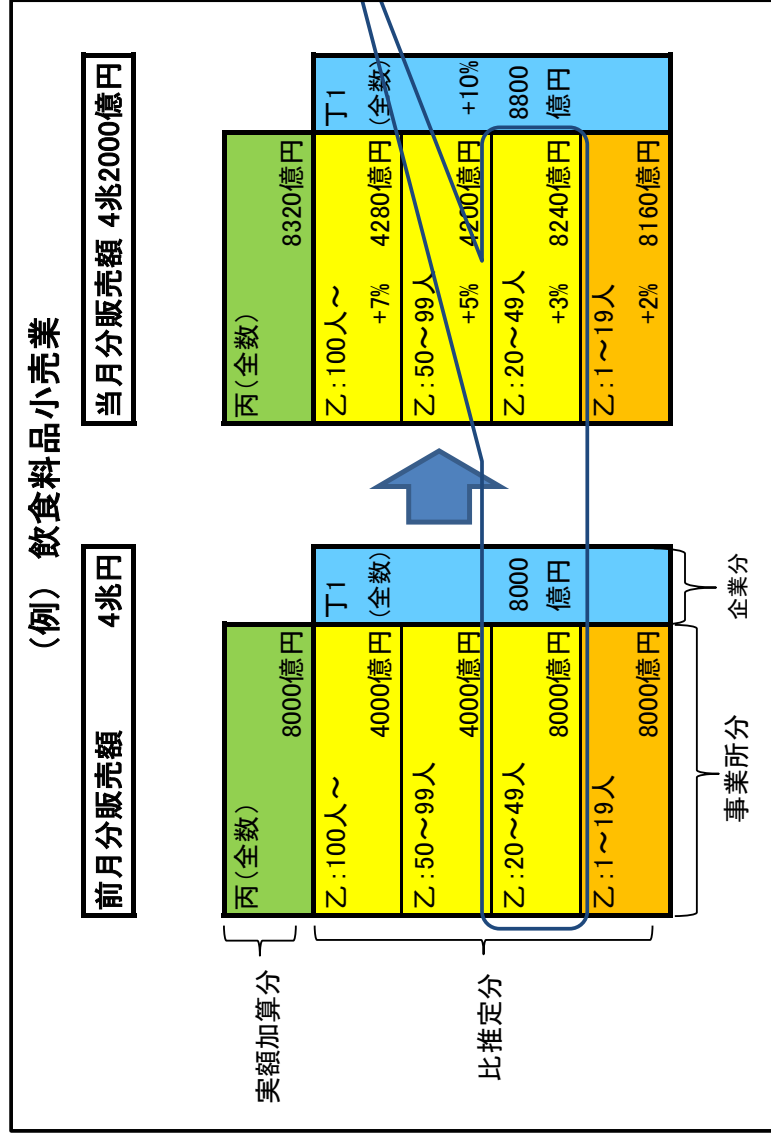 (例) 飲食料品小売業
前月分販売額 4兆円
当月分販売額 4兆2000億円
実額加算分
比推定分
丙(全数)
8000億円
乙:100人～
4000億円
乙:50～99人
4000億円
乙:20～49人
8000億円
乙:1～19人
8000億円
丁1
(全数)
8000
億円
事業所分
企業分
丙(全数)
8320億円
乙:100人～
+7% 4280億円
乙:50～99人
+5% 4200億円
乙:20～49人
+3% 8240億円
乙:1～19人
+2% 8160億円
丁1
(全数)
+10%
8800
億円